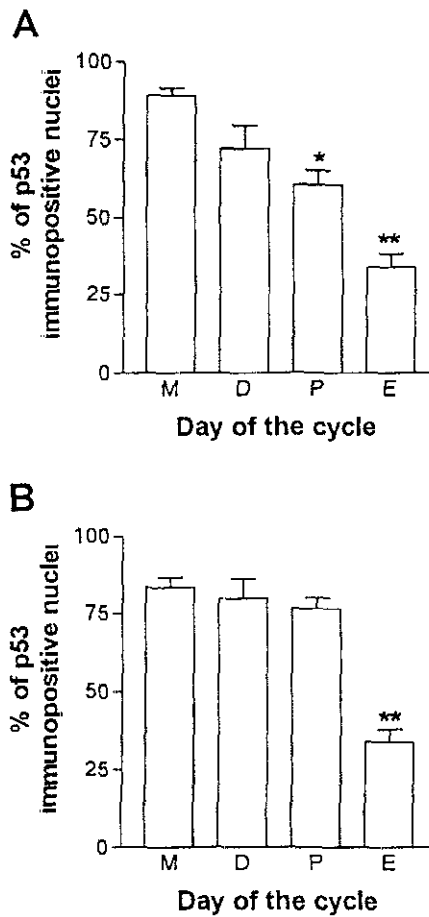 A
% of p53
immunopositive nuclei
100
75
50
25
0
*
**
M D P E
Day of the cycle
B
% of p53
immunopositive nuclei
100
75
50
25
0
**
M D P E
Day of the cycle